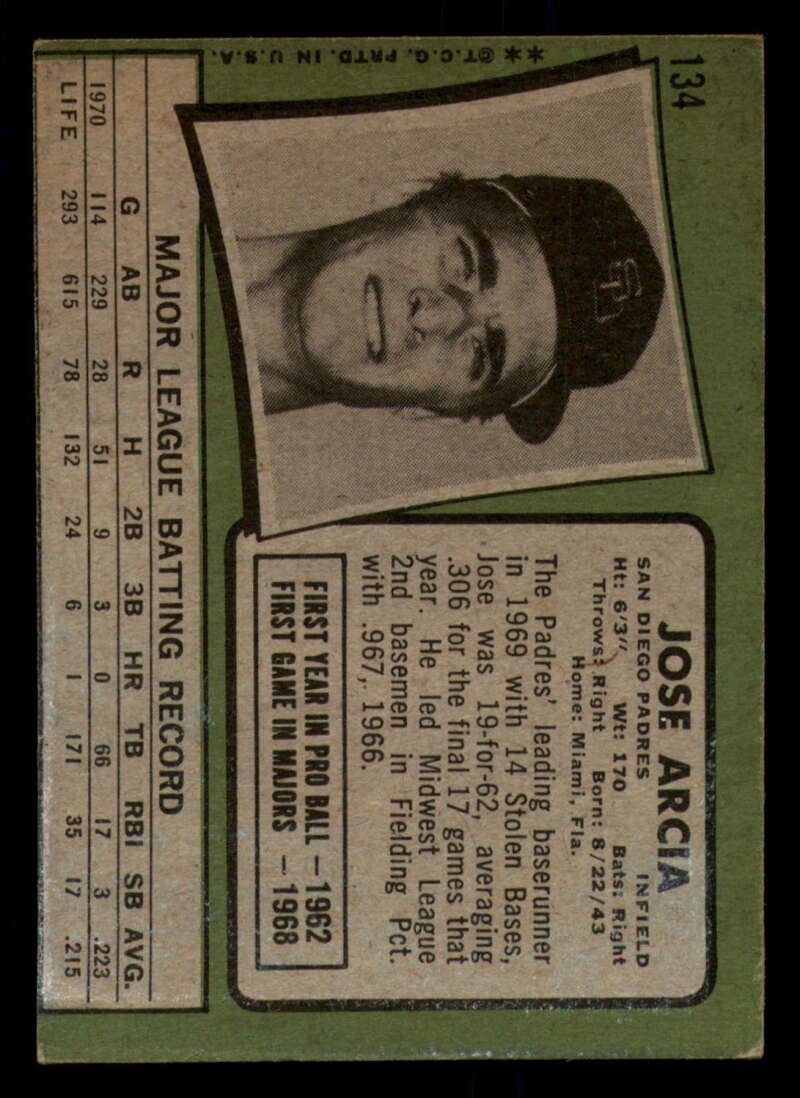 134
**©T.C.G. PRTD. IN U.S.A.
SD
JOSE ARCIA
SAN DIEGO PADRES INFIELD
Ht: 6'3" Wt: 170 Bats: Right
Throws: Right Born: 8/22/43
Home: Miami, Fla.
The Padres' leading baserunner
in 1969 with 14 Stolen Bases,
Jose was 19-for-62, averaging
.306 for the final 17 games that
year. He led Midwest League
2nd basemen in Fielding Pct.
with .967, 1966.
FIRST YEAR IN PRO BALL – 1962
FIRST GAME IN MAJORS – 1968
MAJOR LEAGUE BATTING RECORD
G AB R H 2B 3B HR TB RBI SB AVG.
1970 114 229 28 51 9 3 0 66 17 3 .223
LIFE 293 615 78 132 24 6 1 171 35 17 .215